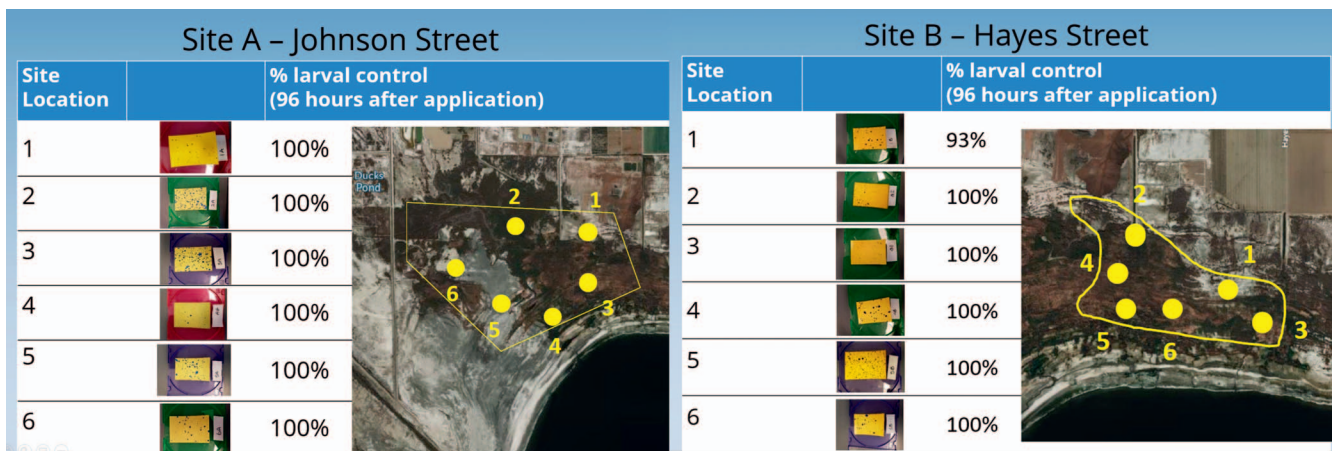 Site A – Johnson Street
Site
Location
% larval control
(96 hours after application)
1
100%
2
100%
3
100%
4
100%
5
100%
6
100%
Ducks
Pond
2
1
6
3
5
4
Site B – Hayes Street
Site
Location
% larval control
(96 hours after application)
1
93%
2
100%
3
100%
4
100%
5
100%
6
100%
Haye
2
1
4
3
5
6